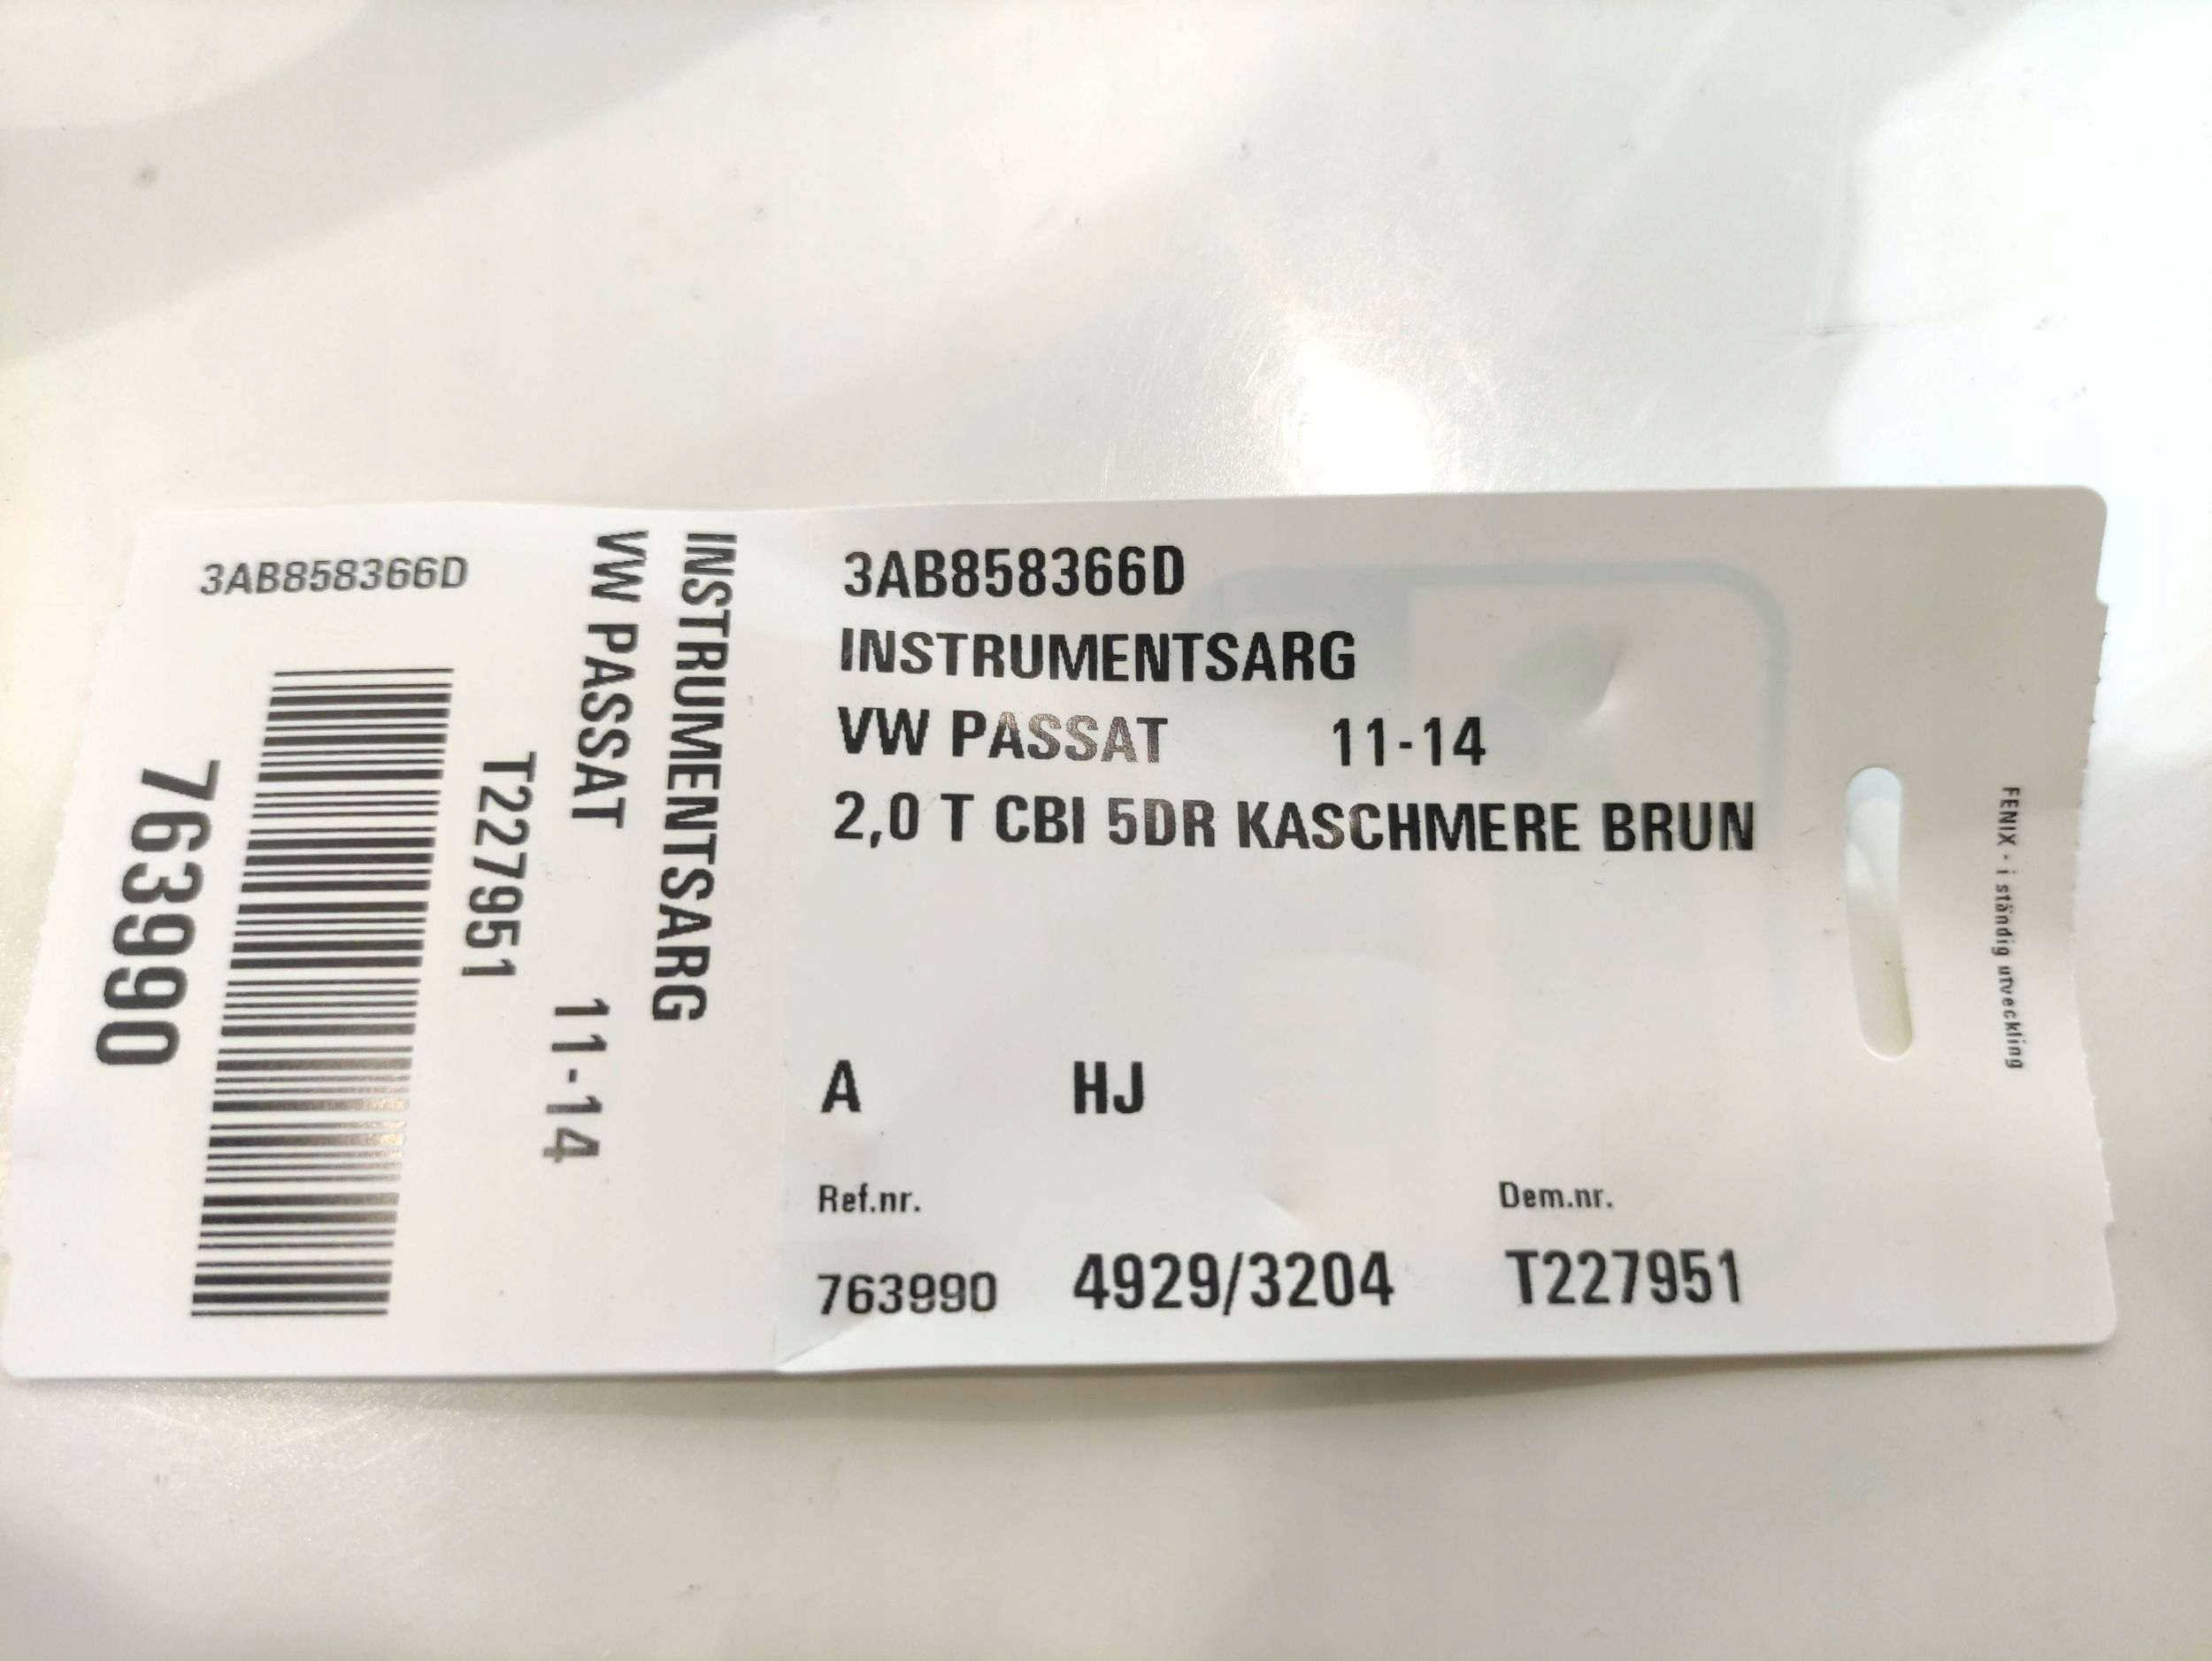 3AB858366D
INSTRUMENTSARG
VW PASSAT 11-14
T227951
763990
3AB858366D
INSTRUMENTSARG
VW PASSAT 11-14
2,0 T CBI 5DR KASCHMERE BRUN
A HJ
Ref.nr. Dem.nr.
763990 4929/3204 T227951
FENIX - i ständig utveckling